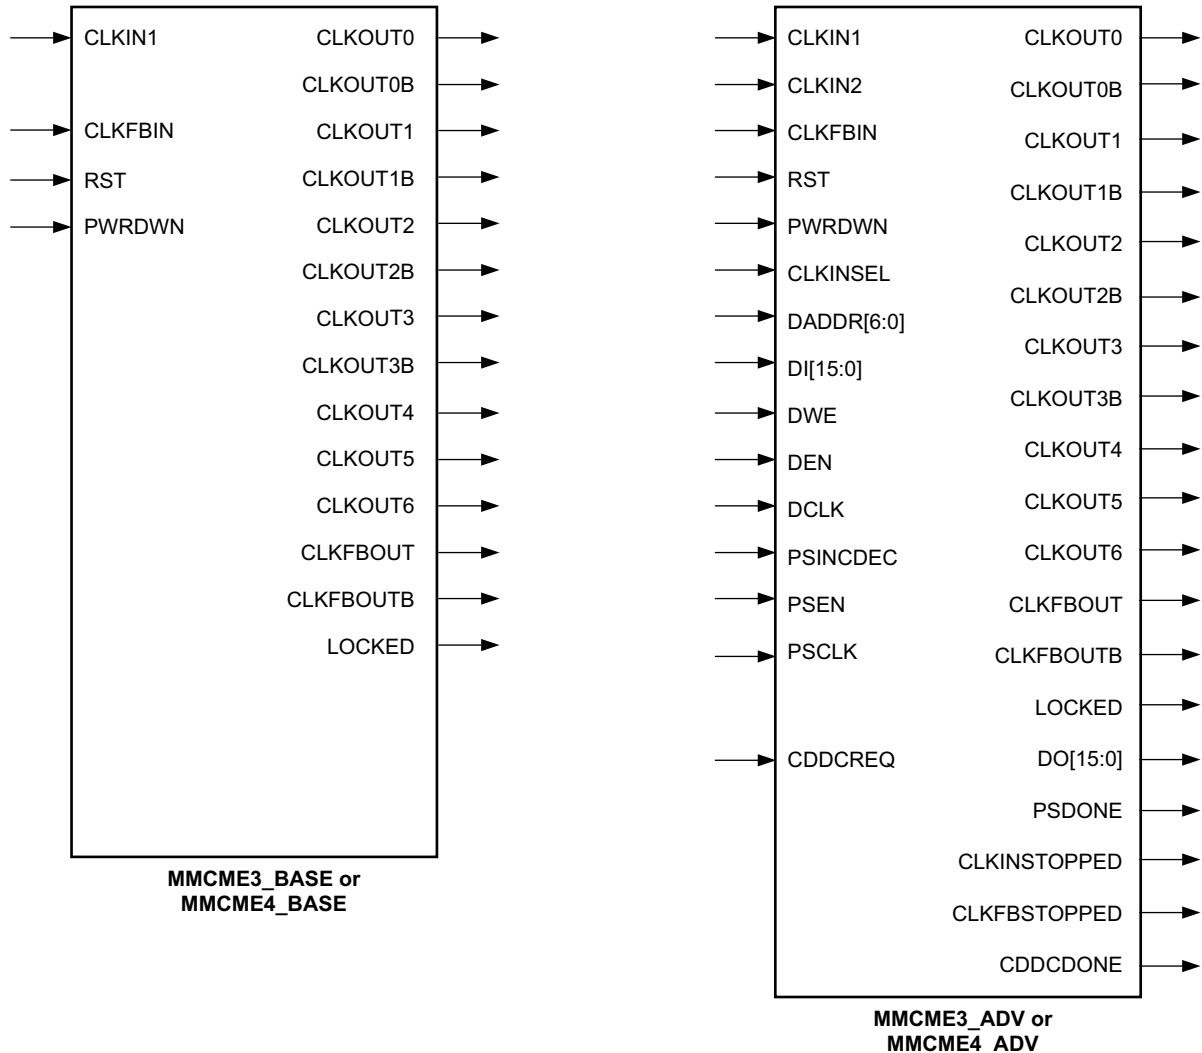 CLKIN1
CLKFBIN
RST
PWRDWN
CLKOUT0
CLKOUT0B
CLKOUT1
CLKOUT1B
CLKOUT2
CLKOUT2B
CLKOUT3
CLKOUT3B
CLKOUT4
CLKOUT5
CLKOUT6
CLKFBOUT
CLKFBOUTB
LOCKED
MMCME3_BASE or
MMCME4_BASE
CLKIN1
CLKIN2
CLKFBIN
RST
PWRDWN
CLKINSEL
DADDR[6:0]
DI[15:0]
DWE
DEN
DCLK
PSINCDEC
PSEN
PSCLK
CDDCREQ
CLKOUT0
CLKOUT0B
CLKOUT1
CLKOUT1B
CLKOUT2
CLKOUT2B
CLKOUT3
CLKOUT3B
CLKOUT4
CLKOUT5
CLKOUT6
CLKFBOUT
CLKFBOUTB
LOCKED
DO[15:0]
PSDONE
CLKINSTOPPED
CLKFBSTOPPED
CDDCDONE
MMCME3_ADV or
MMCME4_ADV